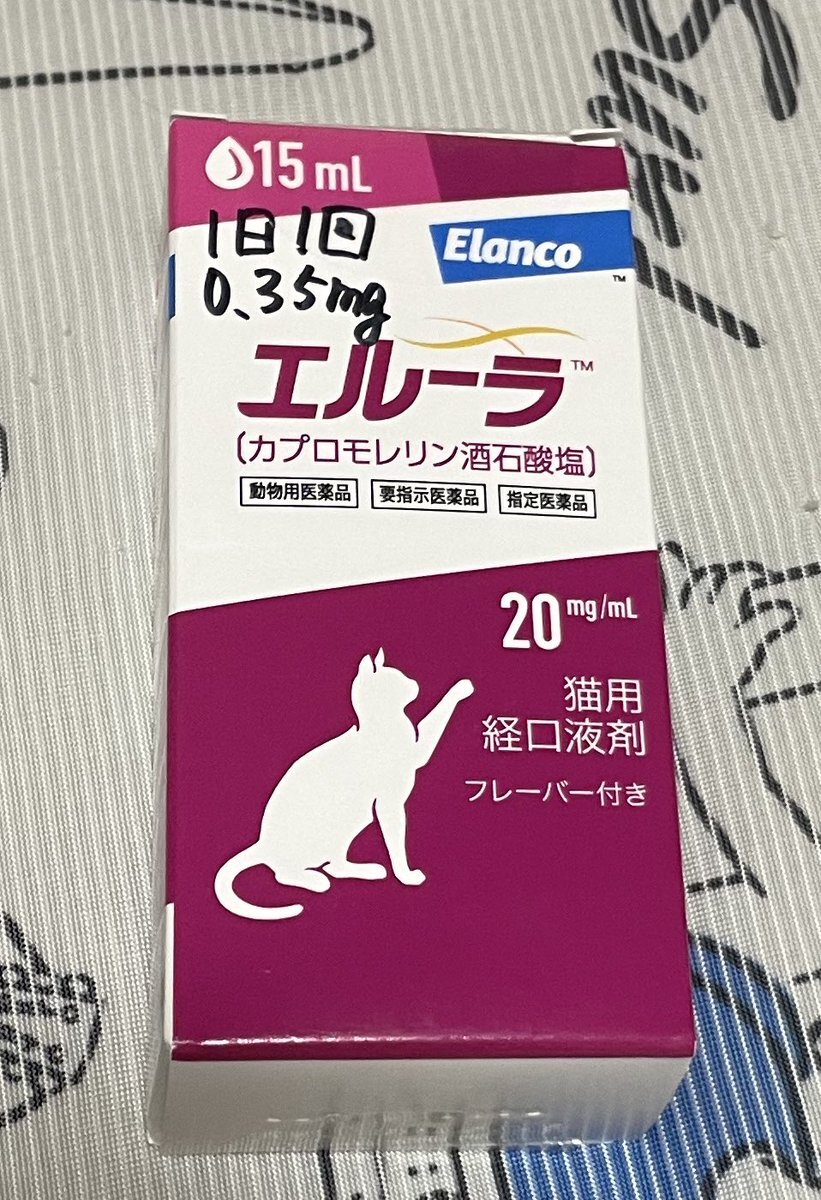 15 mL
1日1回
0.35mg
Elanco™
エルーラ™
〔カプロモレリン酒石酸塩〕
動物用医薬品 要指示医薬品 指定医薬品
20 mg/mL
猫用
経口液剤
フレーバー付き